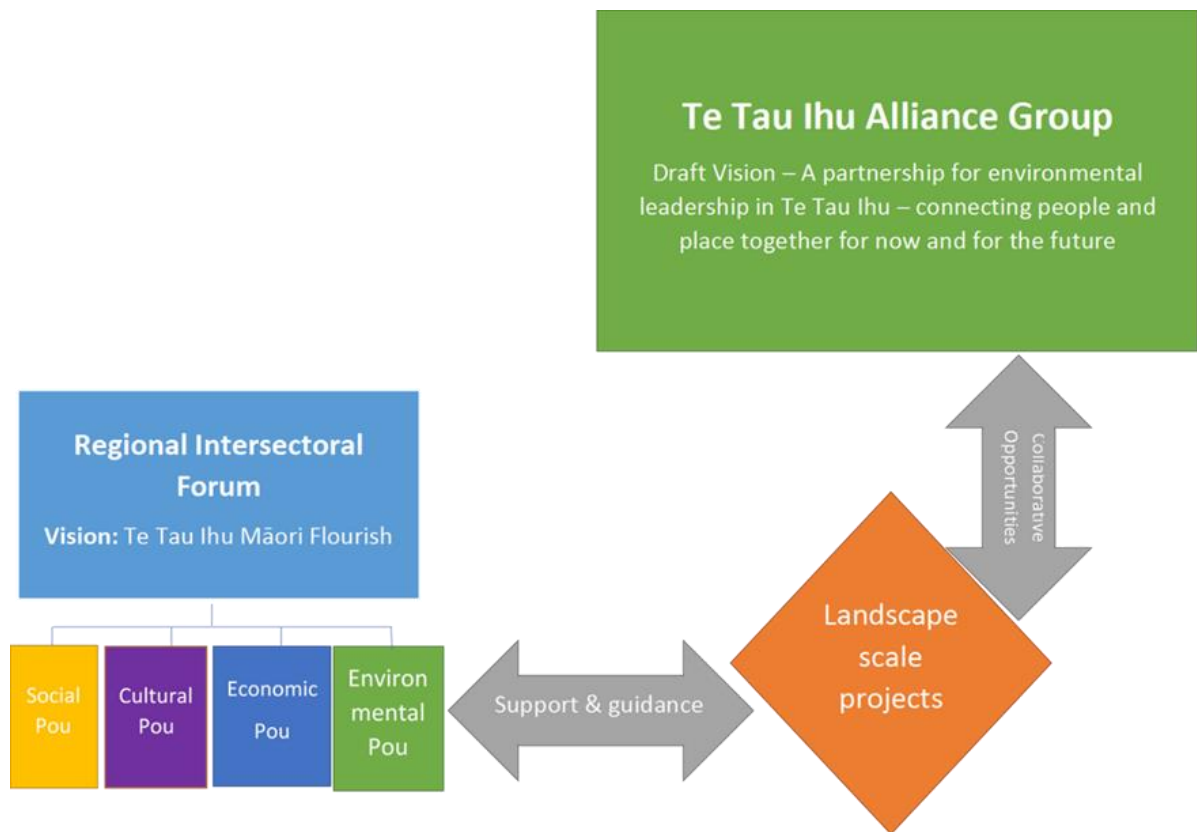 Te Tau Ihu Alliance Group
Draft Vision – A partnership for environmental
leadership in Te Tau Ihu – connecting people and
place together for now and for the future
Regional Intersectoral
Forum
Vision: Te Tau Ihu Māori Flourish
Social
Pou
Cultural
Pou
Economic
Pou
Environ
mental
Pou
Support & guidance
Landscape
scale
projects
Collaborative
Opportunities